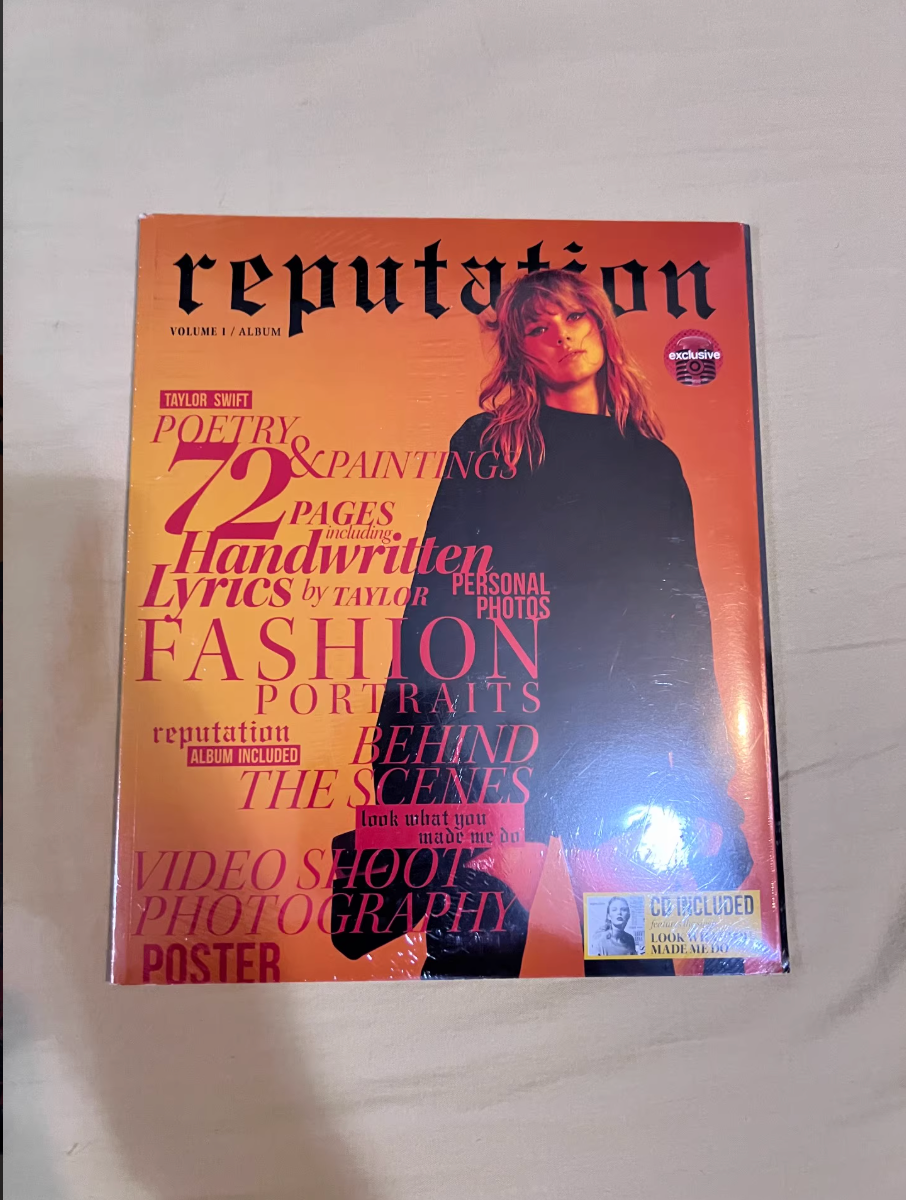 reputation
VOLUME 1 / ALBUM
exclusive
TAYLOR SWIFT
POETRY
& PAINTINGS
72 PAGES
including
Handwritten
Lyrics by TAYLOR
PERSONAL
PHOTOS
FASHION
PORTRAITS
reputation
ALBUM INCLUDED
BEHIND
THE SCENES
look what you
made me do
VIDEO SHOOT
PHOTOGRAPHY
POSTER
CD INCLUDED
LOOK WHAT YOU
MADE ME DO